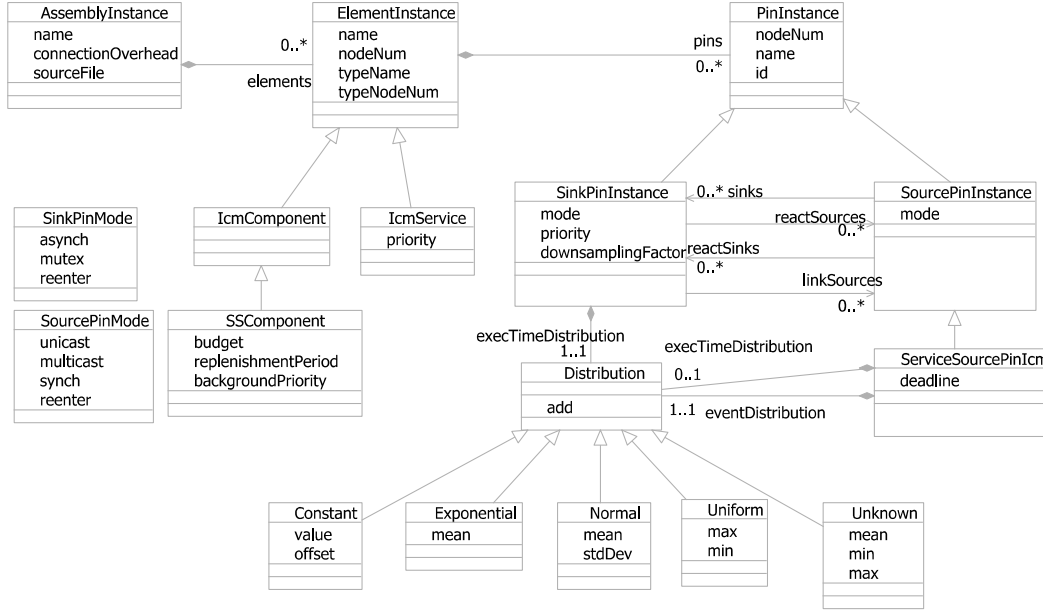 AssemblyInstance
name
connectionOverhead
sourceFile
0..*
elements
ElementInstance
name
nodeNum
typeName
typeNodeNum
pins
0..*
PinInstance
nodeNum
name
id
SinkPinMode
asynch
mutex
reenter
IcmComponent
IcmService
priority
SinkPinInstance
mode
priority
downsamplingFactor
0..* sinks
reactSources
0..*
reactSinks
0..*
linkSources
0..*
SourcePinInstance
mode
SourcePinMode
unicast
multicast
synch
reenter
SSComponent
budget
replenishmentPeriod
backgroundPriority
execTimeDistribution
1..1
Distribution
add
execTimeDistribution
0..1
1..1
eventDistribution
ServiceSourcePinIcm
deadline
Constant
value
offset
Exponential
mean
Normal
mean
stdDev
Uniform
max
min
Unknown
mean
min
max